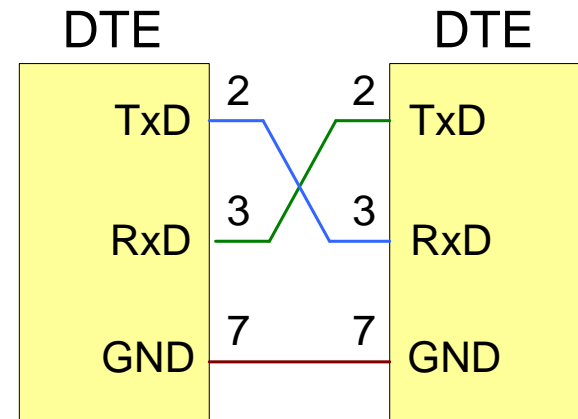 DTE DTE
2 2
TxD TxD
3 3
RxD RxD
7 7
GND GND